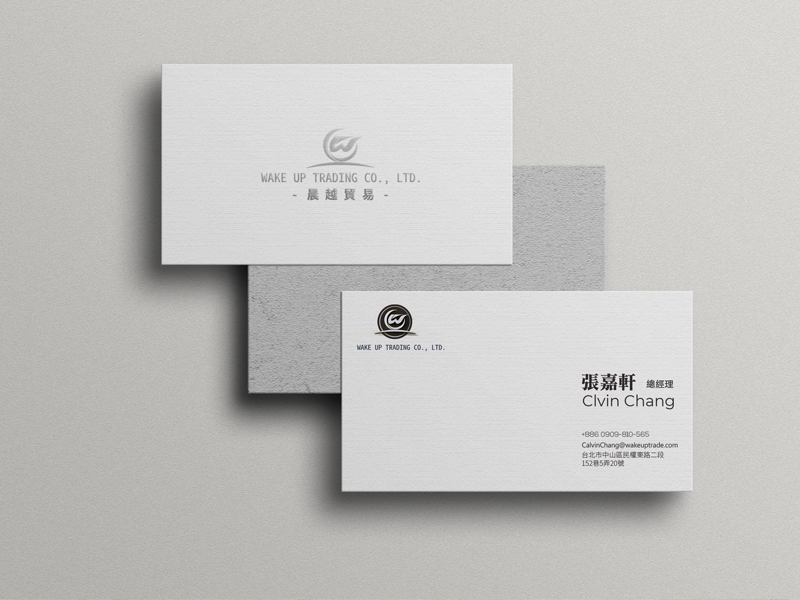 WAKE UP TRADING CO., LTD.
- 晨越貿易 -
WAKE UP TRADING CO., LTD.
張嘉軒 總經理
Clvin Chang
+886 0909-810-565
CalvinChang@wakeuptrade.com
台北市中山區民權東路二段
152巷5弄20號